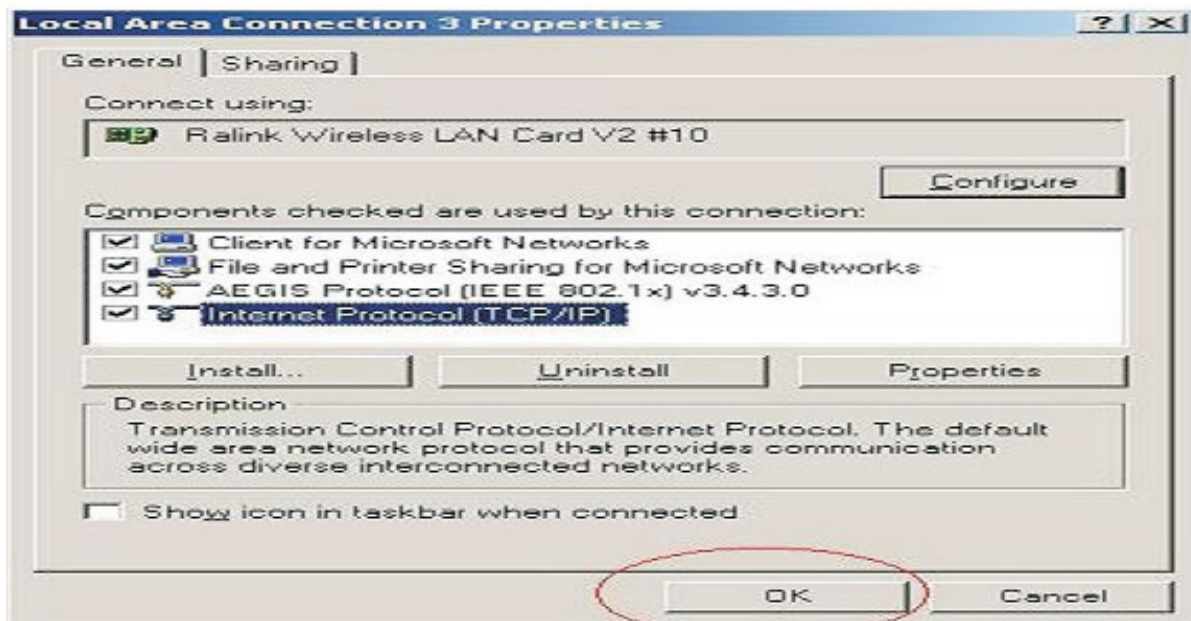 Local Area Connection 3 Properties
General Sharing
Connect using:
Ralink Wireless LAN Card V2 #10
Configure
Components checked are used by this connection:
Client for Microsoft Networks
File and Printer Sharing for Microsoft Networks
AEGIS Protocol (IEEE 802.1x) v3.4.3.0
Internet Protocol (TCP/IP)
Install... Uninstall Properties
Description
Transmission Control Protocol/Internet Protocol. The default
wide area network protocol that provides communication
across diverse interconnected networks.
Show icon in taskbar when connected
OK Cancel